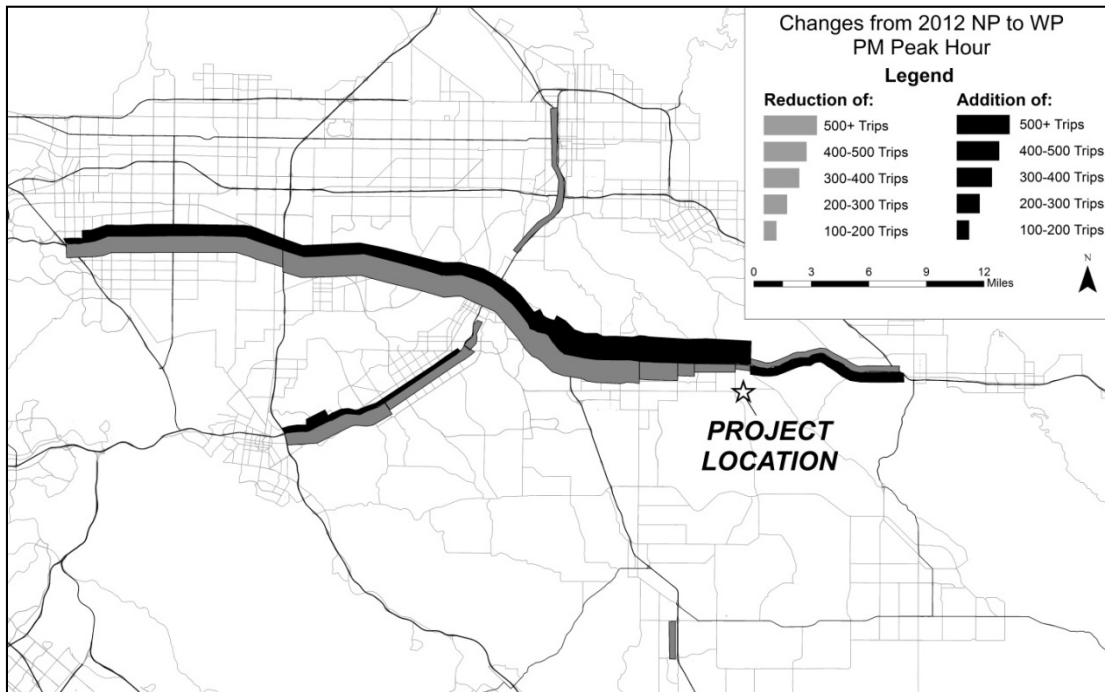 Changes from 2012 NP to WP
PM Peak Hour
Legend
Reduction of:
500+ Trips
400-500 Trips
300-400 Trips
200-300 Trips
100-200 Trips
Addition of:
500+ Trips
400-500 Trips
300-400 Trips
200-300 Trips
100-200 Trips
0 3 6 9 12
Miles
N
PROJECT
LOCATION